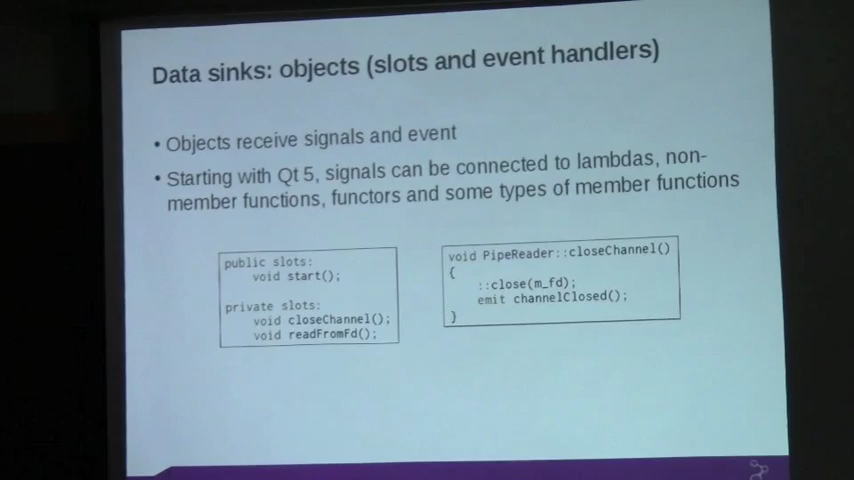 Data sinks: objects (slots and event handlers)
• Objects receive signals and event
• Starting with Qt 5, signals can be connected to lambdas, non-
member functions, functors and some types of member functions
public slots:
void start();
private slots:
void closeChannel();
void readFromFd();
void PipeReader::closeChannel()
{
::close(m_fd);
emit channelClosed();
}